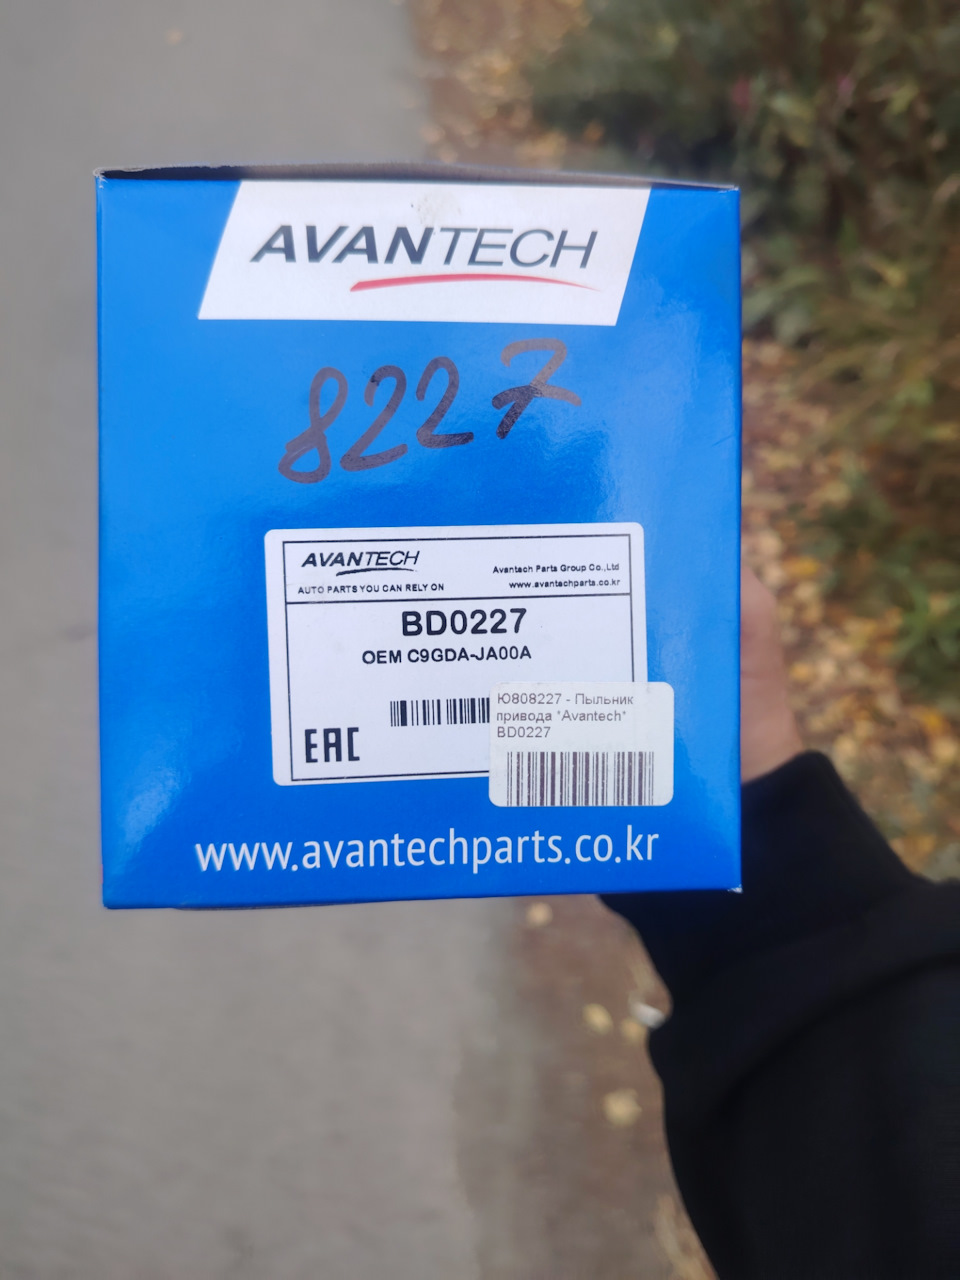 AVANTECH
8227
AVANTECH
AUTO PARTS YOU CAN RELY ON
Avantech Parts Group Co.,Ltd
www.avantechparts.co.kr
BD0227
OEM C9GDA-JA00A
EAC
Ю808227 - Пыльник
привода "Avantech"
BD0227
www.avantechparts.co.kr